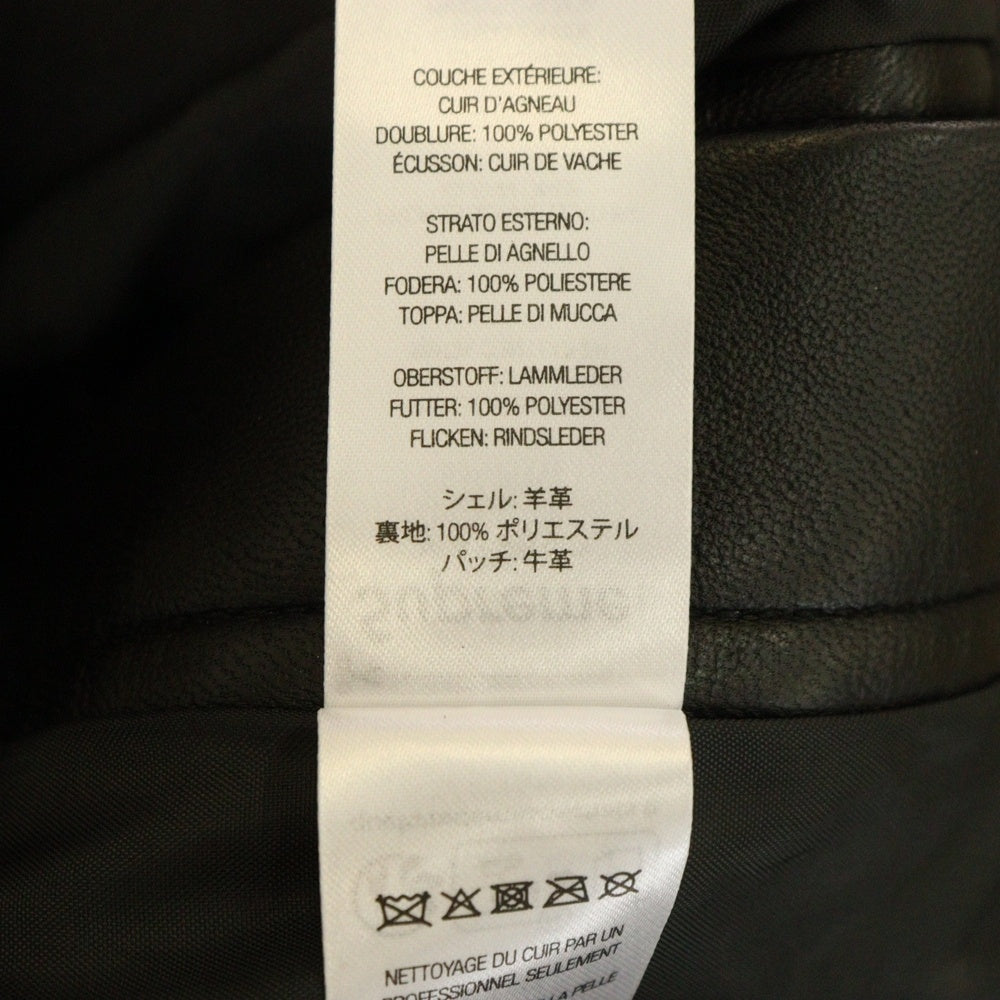 COUCHE EXTÉRIEURE:
CUIR D'AGNEAU
DOUBLURE: 100% POLYESTER
ÉCUSSON: CUIR DE VACHE
STRATO ESTERNO:
PELLE DI AGNELLO
FODERA: 100% POLIESTERE
TOPPA: PELLE DI MUCCA
OBERSTOFF: LAMMLEDER
FUTTER: 100% POLYESTER
FLICKEN: RINDSLEDER
シェル: 羊革
裏地: 100% ポリエステル
パッチ: 牛革
NETTOYAGE DU CUIR PAR UN
PROFESSIONNEL SEULEMENT
LA PELLE